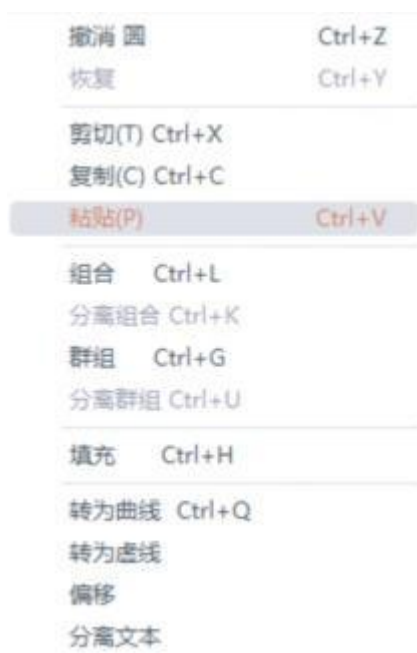 撤消 圆 Ctrl+Z
恢复 Ctrl+Y
剪切(T) Ctrl+X
复制(C) Ctrl+C
粘贴(P) Ctrl+V
组合 Ctrl+L
分离组合 Ctrl+K
群组 Ctrl+G
分离群组 Ctrl+U
填充 Ctrl+H
转为曲线 Ctrl+Q
转为虚线
偏移
分离文本